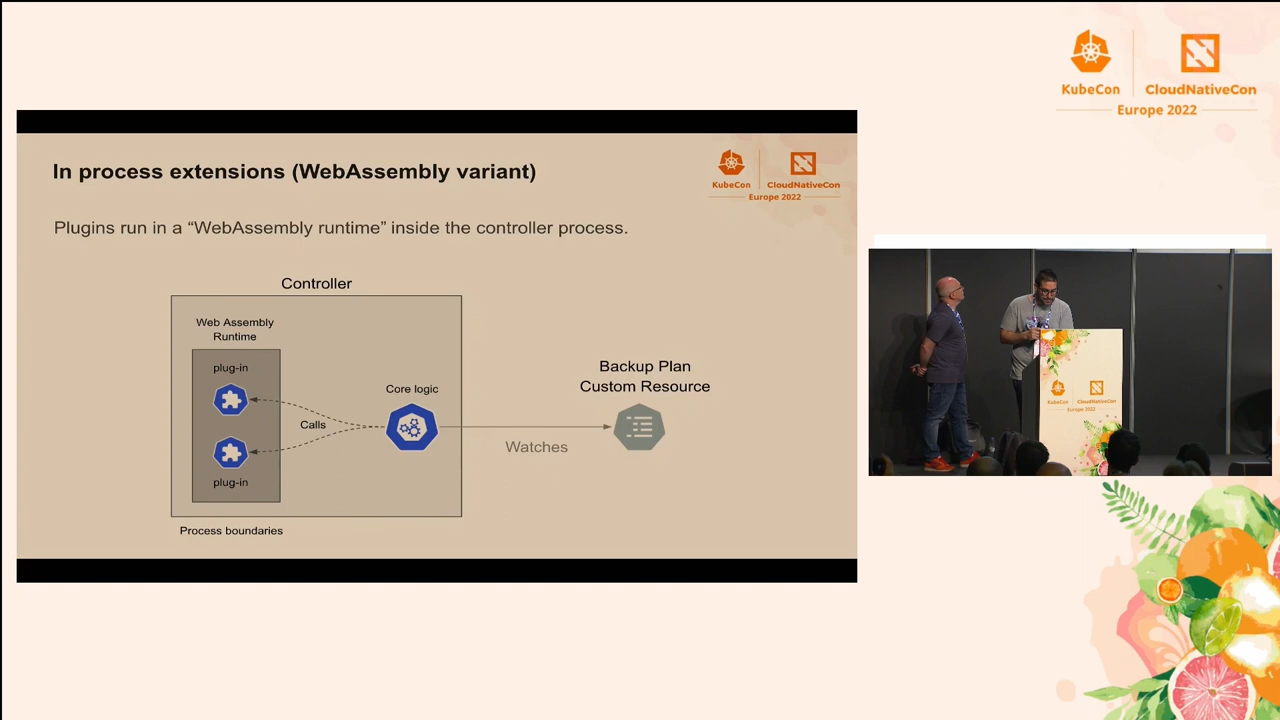 KubeCon
CloudNativeCon
Europe 2022
In process extensions (WebAssembly variant)
KubeCon
CloudNativeCon
Europe 2022
Plugins run in a “WebAssembly runtime” inside the controller process.
Controller
Web Assembly
Runtime
plug-in
Calls
plug-in
Core logic
Watches
Backup Plan
Custom Resource
Process boundaries
KubeCon
CloudNativeCon
Europe 2022